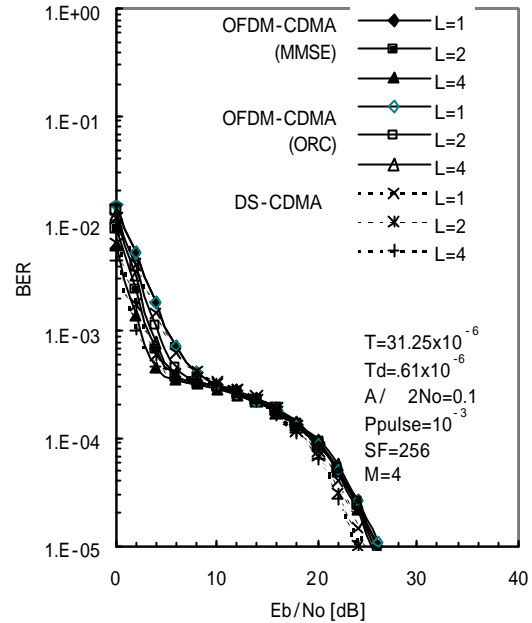 1.E+00
1.E-01
1.E-02
1.E-03
1.E-04
1.E-05
BER
OFDM-CDMA
(MMSE)
L=1
L=2
L=4
OFDM-CDMA
(ORC)
L=1
L=2
L=4
DS-CDMA
L=1
L=2
L=4
T=31.25x10-6
Td=.61x10-6
A/ 2No=0.1
Ppulse=10-3
SF=256
M=4
0 10 20 30 40
Eb/No [dB]